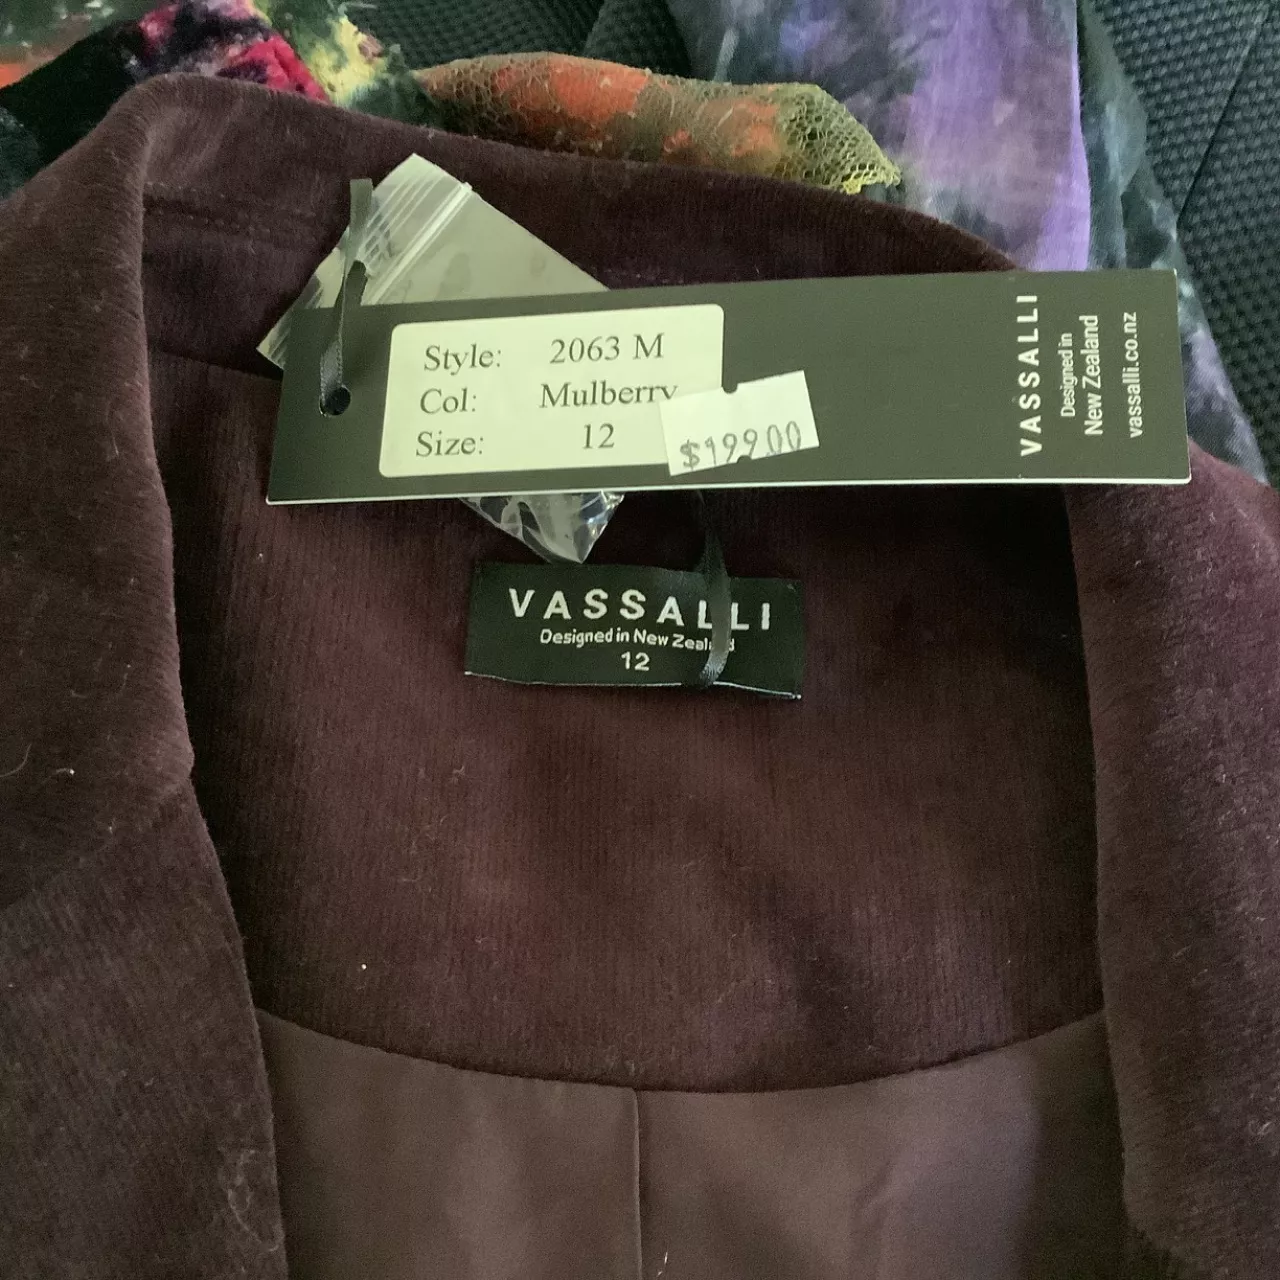 Style: 2063 M
Col: Mulberry
Size: 12
$199.00
VASSALLI
Designed in
New Zealand
vassalli.co.nz
VASSALLI
Designed in New Zealand
12